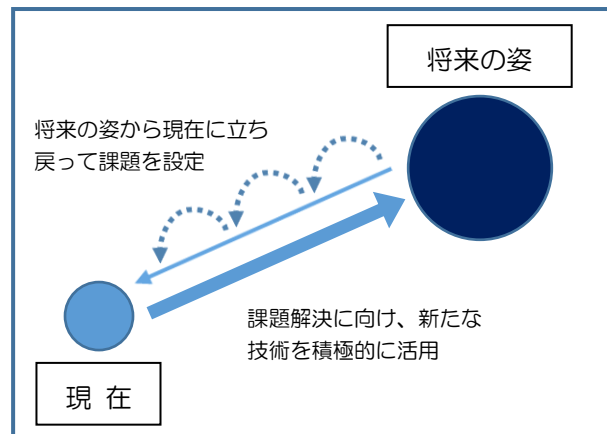 将来の姿
将来の姿から現在に立ち
戻って課題を設定
課題解決に向け、新たな
技術を積極的に活用
現 在